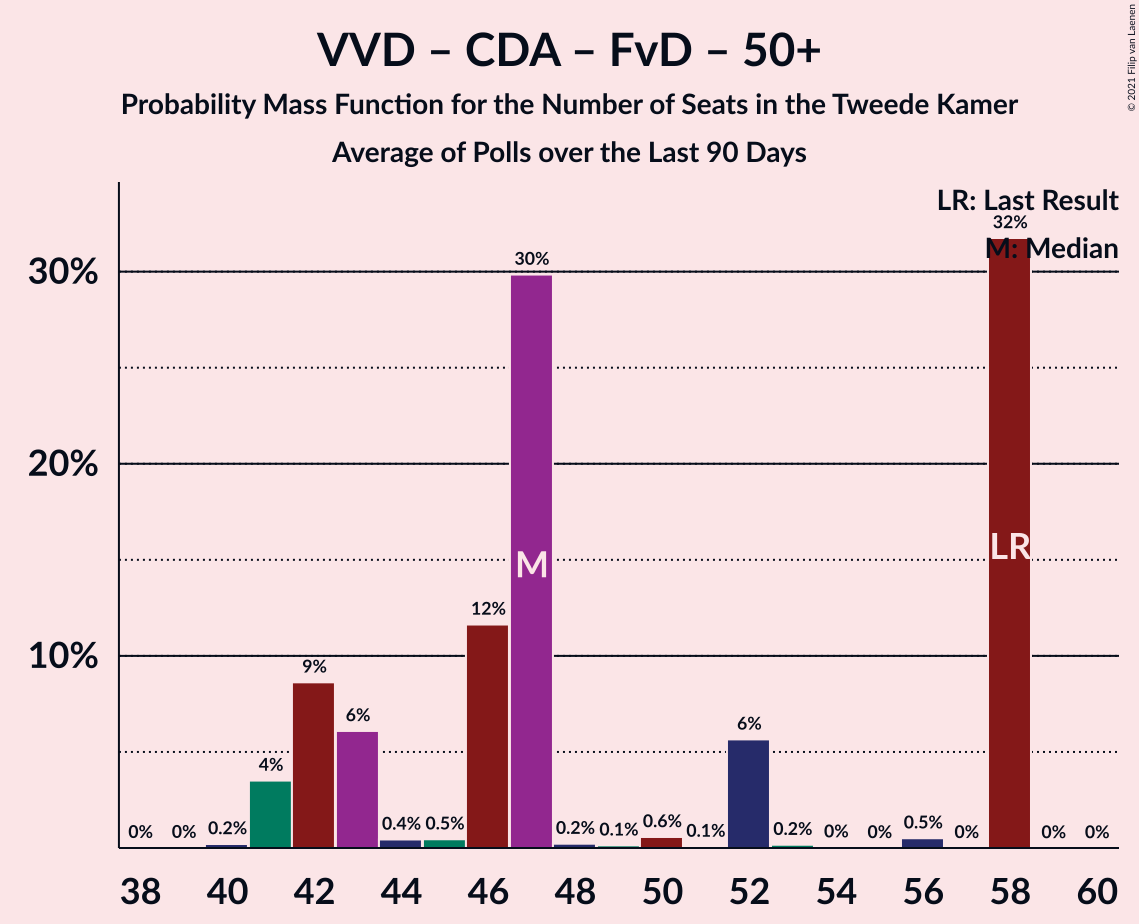 VVD – CDA – FvD – 50+
Probability Mass Function for the Number of Seats in the Tweede Kamer
Average of Polls over the Last 90 Days
© 2021 Filip van Laenen
LR: Last Result
M: Median
30%
20%
10%
0%
0%
0.2%
4%
9%
6%
0.4%
0.5%
12%
30%
0.2%
0.1%
0.6%
0.1%
6%
0.2%
0%
0%
0.5%
0%
32%
0%
0%
M
LR
38 40 42 44 46 48 50 52 54 56 58 60